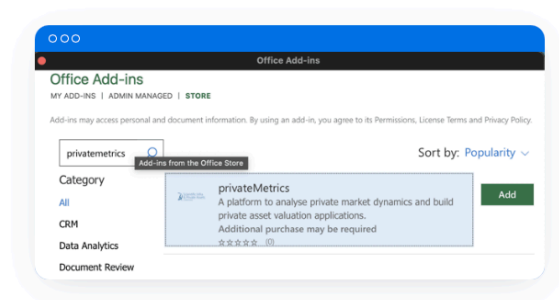 Office Add-ins
Office Add-ins
MY ADD-INS | ADMIN MANAGED | STORE
Add-ins may access personal and document information. By using an add-in, you agree to its Permissions, License Terms and Privacy Policy.
privatemetrics
Sort by: Popularity
Add-ins from the Office Store
Category
All
CRM
Data Analytics
Document Review
privateMetrics
A platform to analyse private market dynamics and build
private asset valuation applications.
Additional purchase may be required
(0)
Add